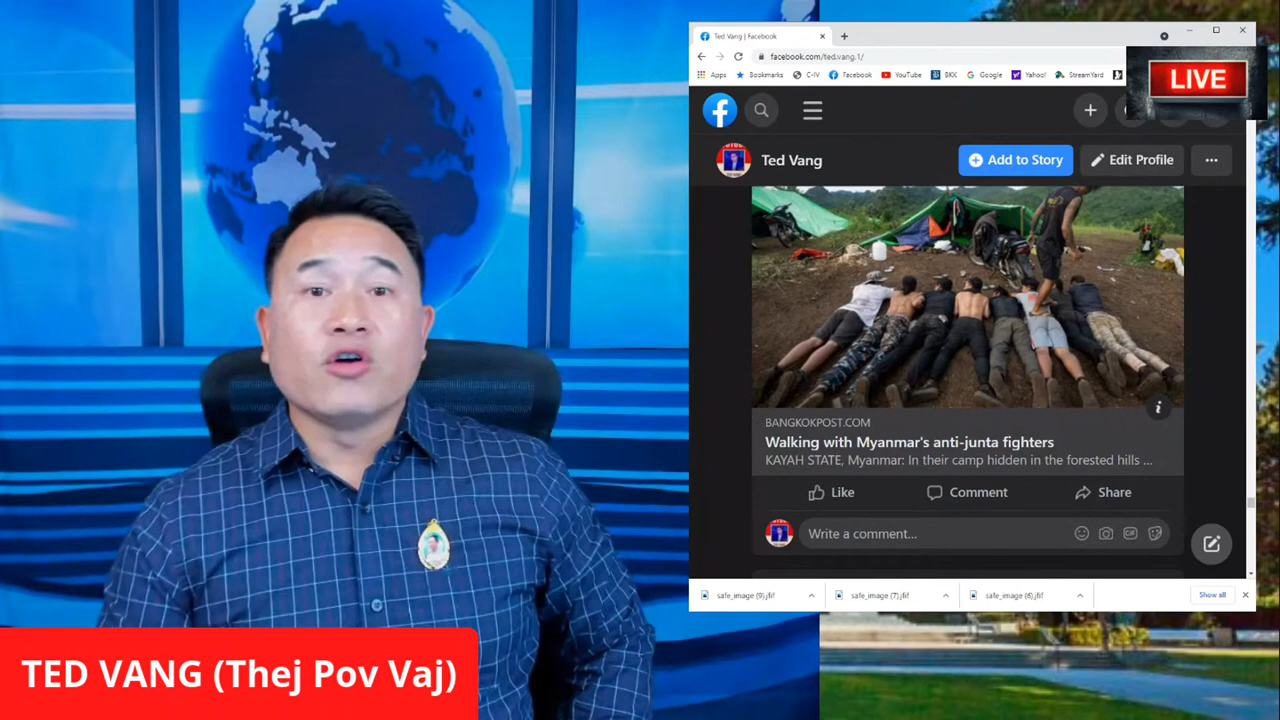 Ted Vang | Facebook
facebook.com/ted.vang.1/
Apps
Bookmarks
C-IV
Facebook
YouTube
BKK
Google
Yahoo!
StreamYard
LIVE
Ted Vang
Add to Story
Edit Profile
BANGKOKPOST.COM
Walking with Myanmar's anti-junta fighters
KAYAH STATE, Myanmar: In their camp hidden in the forested hills ...
Like
Comment
Share
Write a comment...
GIF
safe_image (9).jfif
safe_image (7).jfif
safe_image (6).jfif
Show all
TED VANG (Thej Pov Vaj)